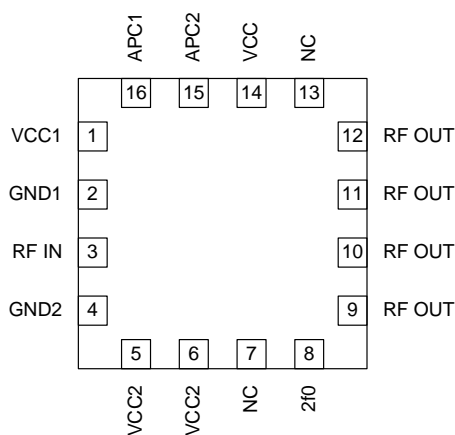 APC1 APC2 VCC NC
16 15 14 13
VCC1 1 12 RF OUT
GND1 2 11 RF OUT
RF IN 3 10 RF OUT
GND2 4 9 RF OUT
5 6 7 8
VCC2 VCC2 NC 2f0